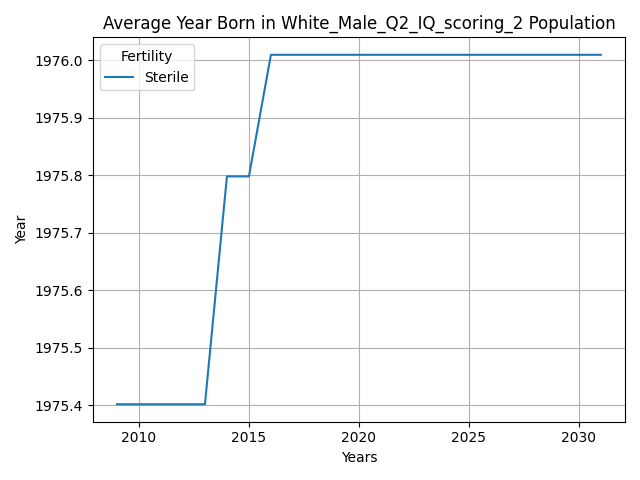 Average Year Born in White_Male_Q2_IQ_scoring_2 Population
Fertility
Sterile
1976.0
1975.9
1975.8
1975.7
1975.6
1975.5
1975.4
Year
2010 2015 2020 2025 2030
Years